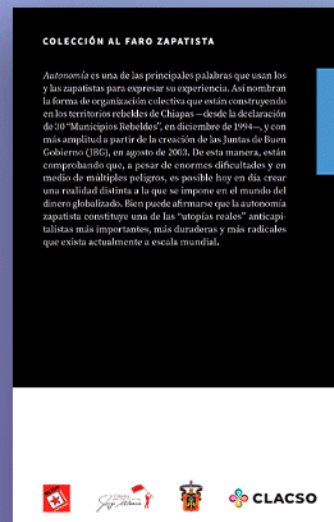 COLECCIÓN AL FARO ZAPATISTA
Autonomía es una de las principales palabras que usan los
y las zapatistas para expresar su experiencia. Así nombran
la forma de organización colectiva que están construyendo
en los territorios rebeldes de Chiapas —desde la declaración
de 30 “Municipios Rebeldes”, en diciembre de 1994—, y con
más amplitud a partir de la creación de las Juntas de Buen
Gobierno (JBG), en agosto de 2003. De esta manera, están
comprobando que, a pesar de enormes dificultades y en
medio de múltiples peligros, es posible hoy en día crear
una realidad distinta a la que se impone en el mundo del
dinero globalizado. Bien puede afirmarse que la autonomía
zapatista constituye una de las “utopías reales” anticapi-
talistas más importantes, más duraderas y más radicales
que exista actualmente a escala mundial.
CLACSO